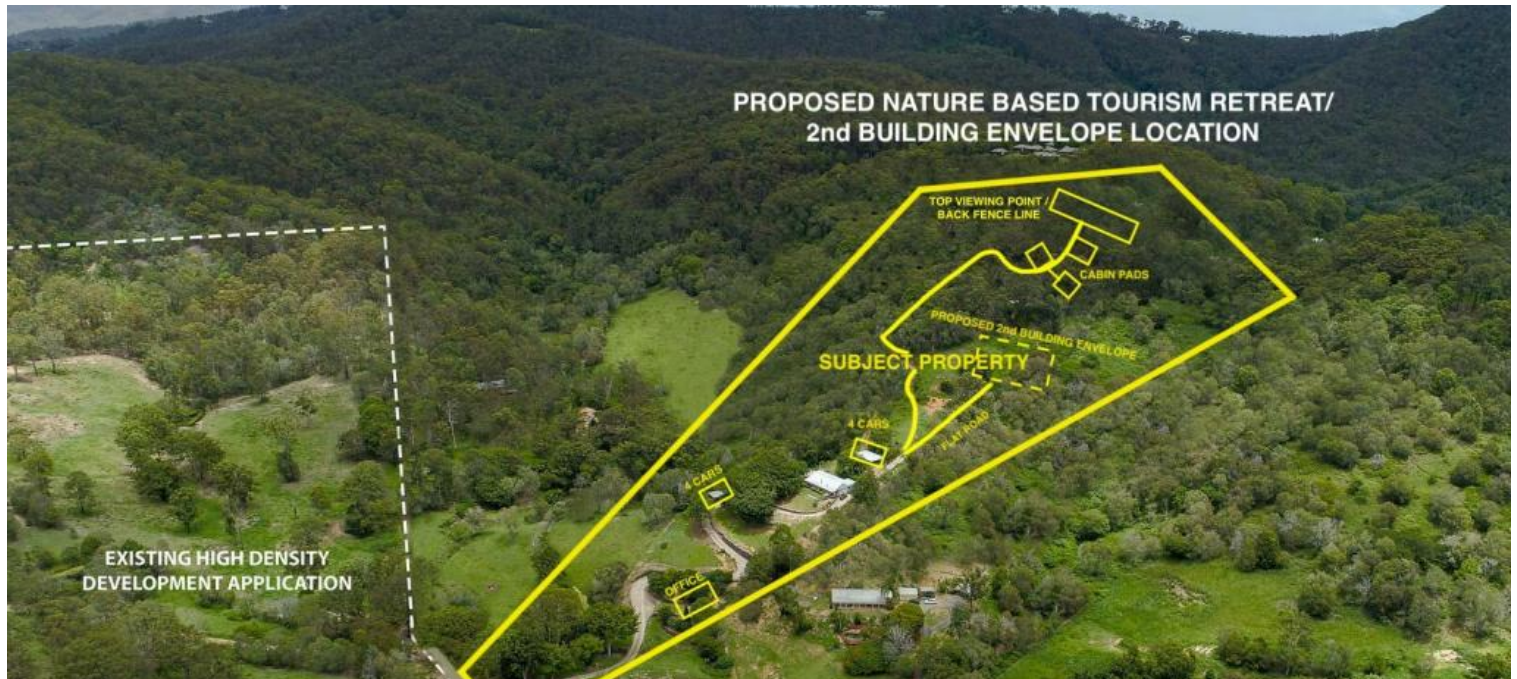 PROPOSED NATURE BASED TOURISM RETREAT/
2nd BUILDING ENVELOPE LOCATION
TOP VIEWING POINT /
BACK FENCE LINE
CABIN PADS
PROPOSED 2nd BUILDING ENVELOPE
SUBJECT PROPERTY
4 CARS
FLAT ROAD
4 CARS
EXISTING HIGH DENSITY
DEVELOPMENT APPLICATION
OFFICE